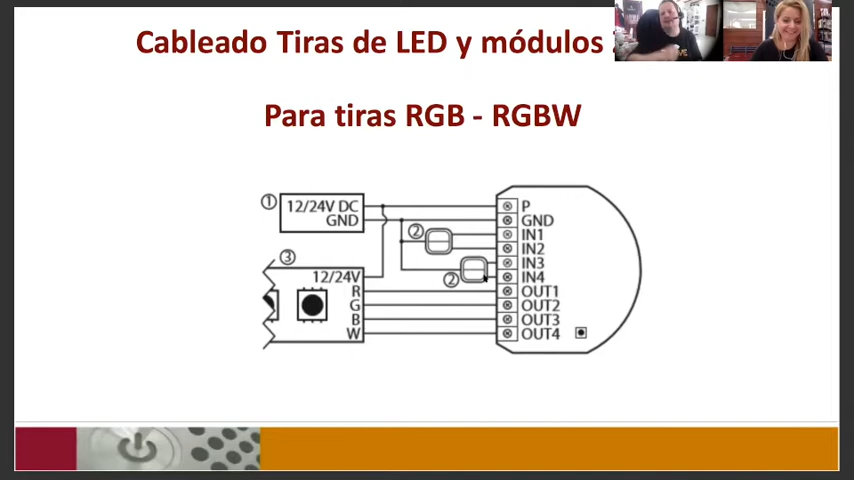 Cableado Tiras de LED y módulos
Para tiras RGB - RGBW
① 12/24V DC
GND
③
12/24V
R
G
B
W
②
②
P
GND
IN1
IN2
IN3
IN4
OUT1
OUT2
OUT3
OUT4